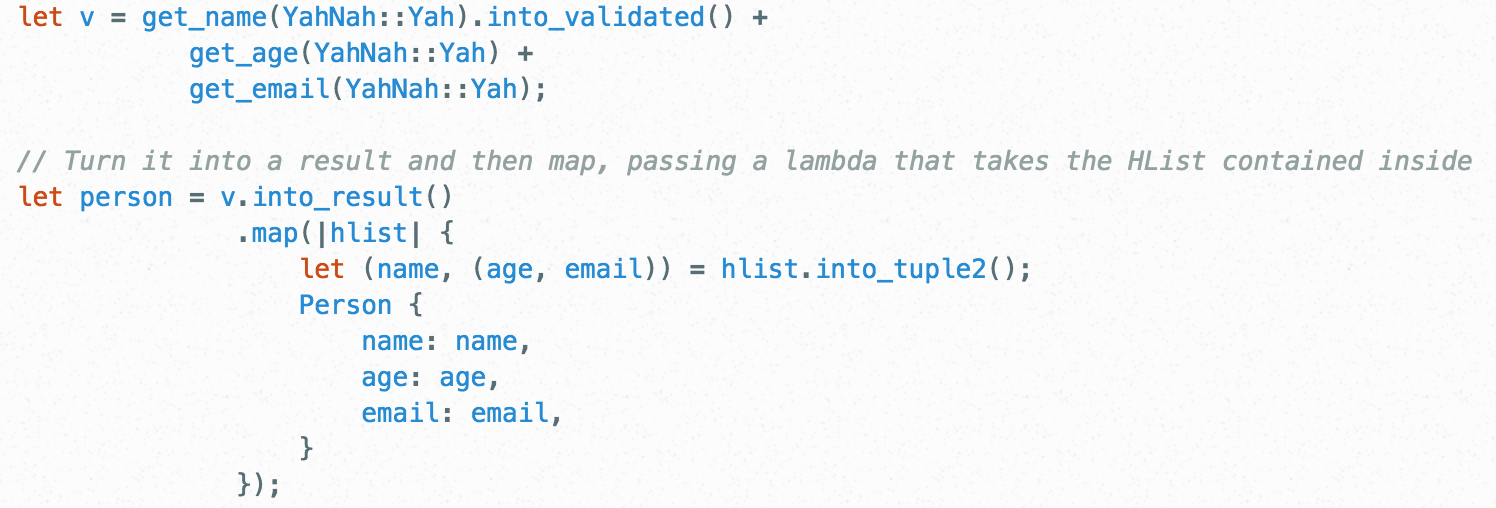 let v = get_name(YahNah::Yah).into_validated() +
           get_age(YahNah::Yah) +
           get_email(YahNah::Yah);

// Turn it into a result and then map, passing a lambda that takes the HList contained inside
let person = v.into_result()
              .map(|hlist| {
                  let (name, (age, email)) = hlist.into_tuple2();
                  Person {
                      name: name,
                      age: age,
                      email: email,
                  }
              });